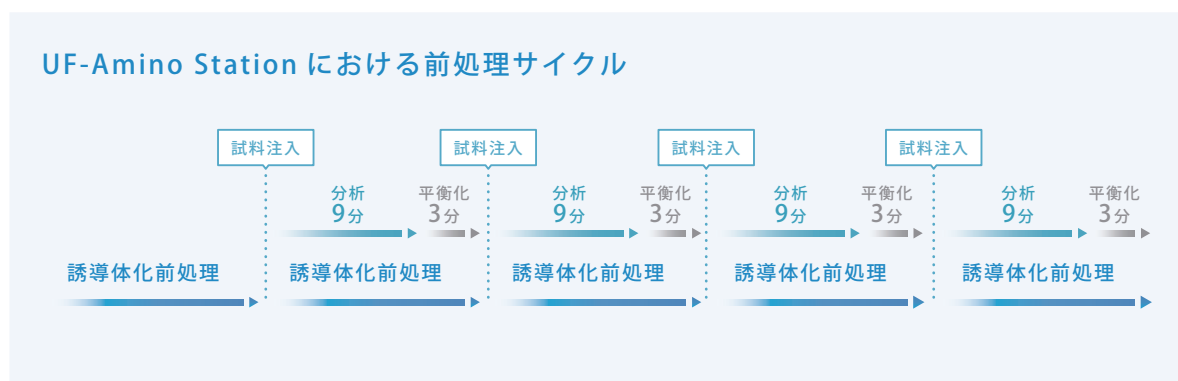 UF-Amino Station における前処理サイクル
試料注入 試料注入 試料注入 試料注入
分析 平衡化 分析 平衡化 分析 平衡化 分析 平衡化
9分 3分 9分 3分 9分 3分 9分 3分
誘導体化前処理 誘導体化前処理 誘導体化前処理 誘導体化前処理 誘導体化前処理